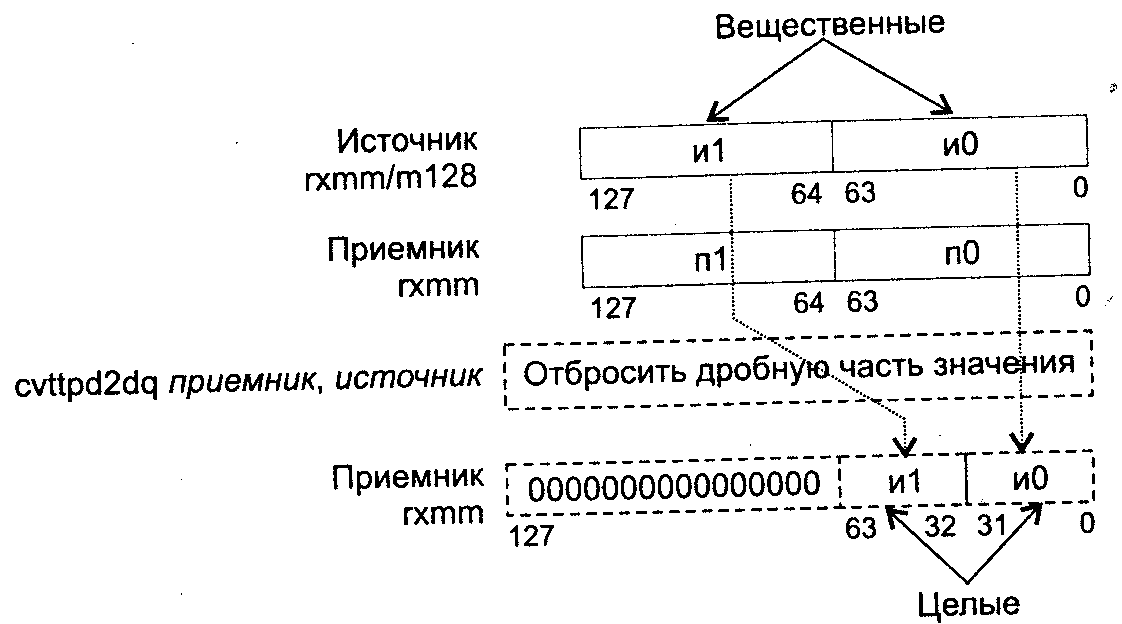 Вещественные
Источник
rxmm/m128
и1 и0
127 64 63 0
Приемник
rxmm
п1 п0
127 64 63 0
cvttpd2dq приемник, источник
Отбросить дробную часть значения
Приемник
rxmm
0000000000000000 и1 и0
127 63 32 31 0
Целые